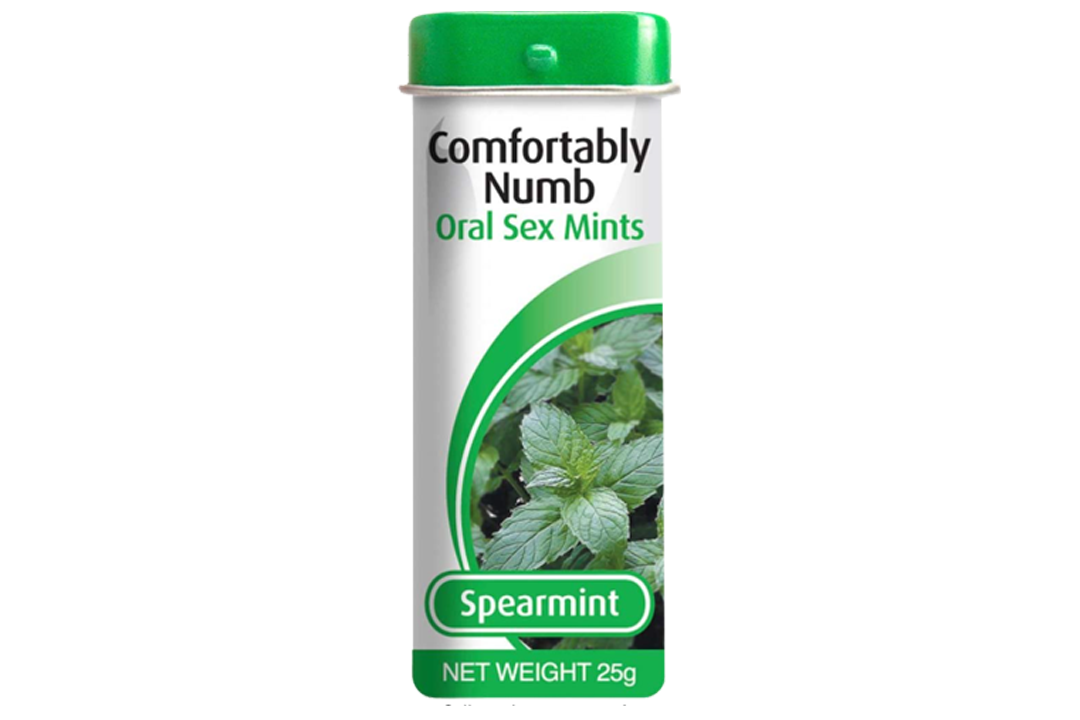 Comfortably
Numb
Oral Sex Mints
Spearmint
NET WEIGHT 25g